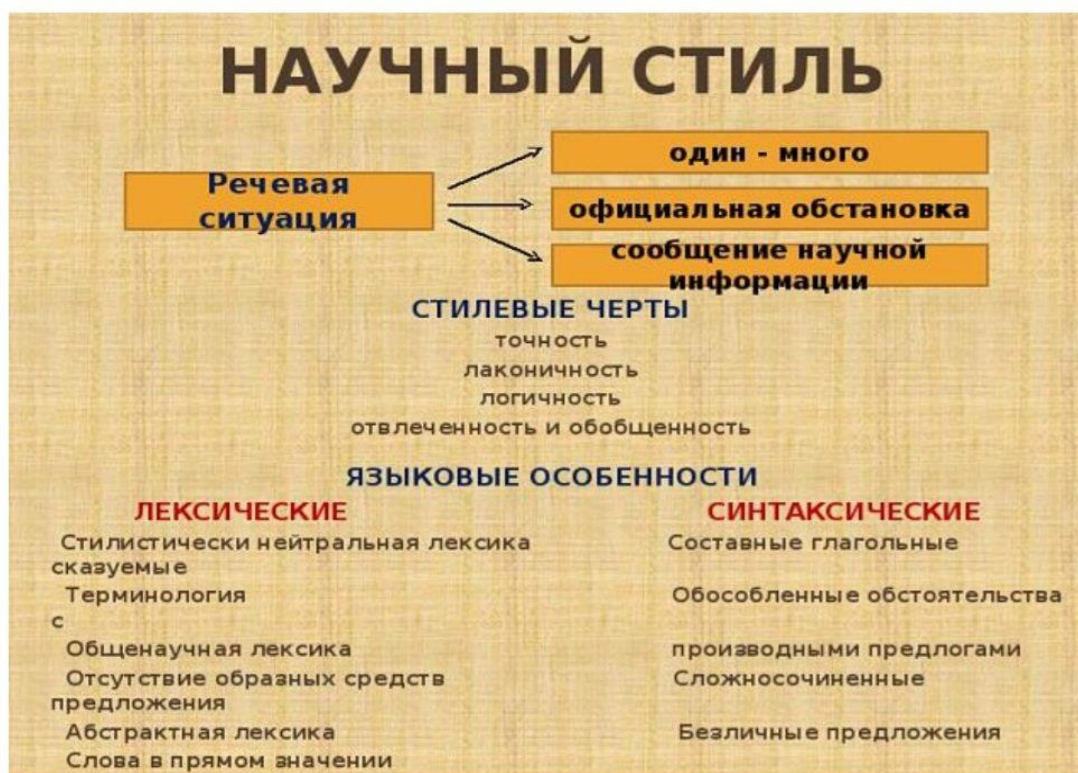 НАУЧНЫЙ СТИЛЬ
Речевая
ситуация
один - много
официальная обстановка
сообщение научной
информации
СТИЛЕВЫЕ ЧЕРТЫ
точность
лаконичность
логичность
отвлеченность и обобщенность
ЯЗЫКОВЫЕ ОСОБЕННОСТИ
ЛЕКСИЧЕСКИЕ СИНТАКСИЧЕСКИЕ
Стилистически нейтральная лексика Составные глагольные
сказуемые
Терминология Обособленные обстоятельства
с
Общенаучная лексика производными предлогами
Отсутствие образных средств Сложносочиненные
предложения
Абстрактная лексика Безличные предложения
Слова в прямом значении